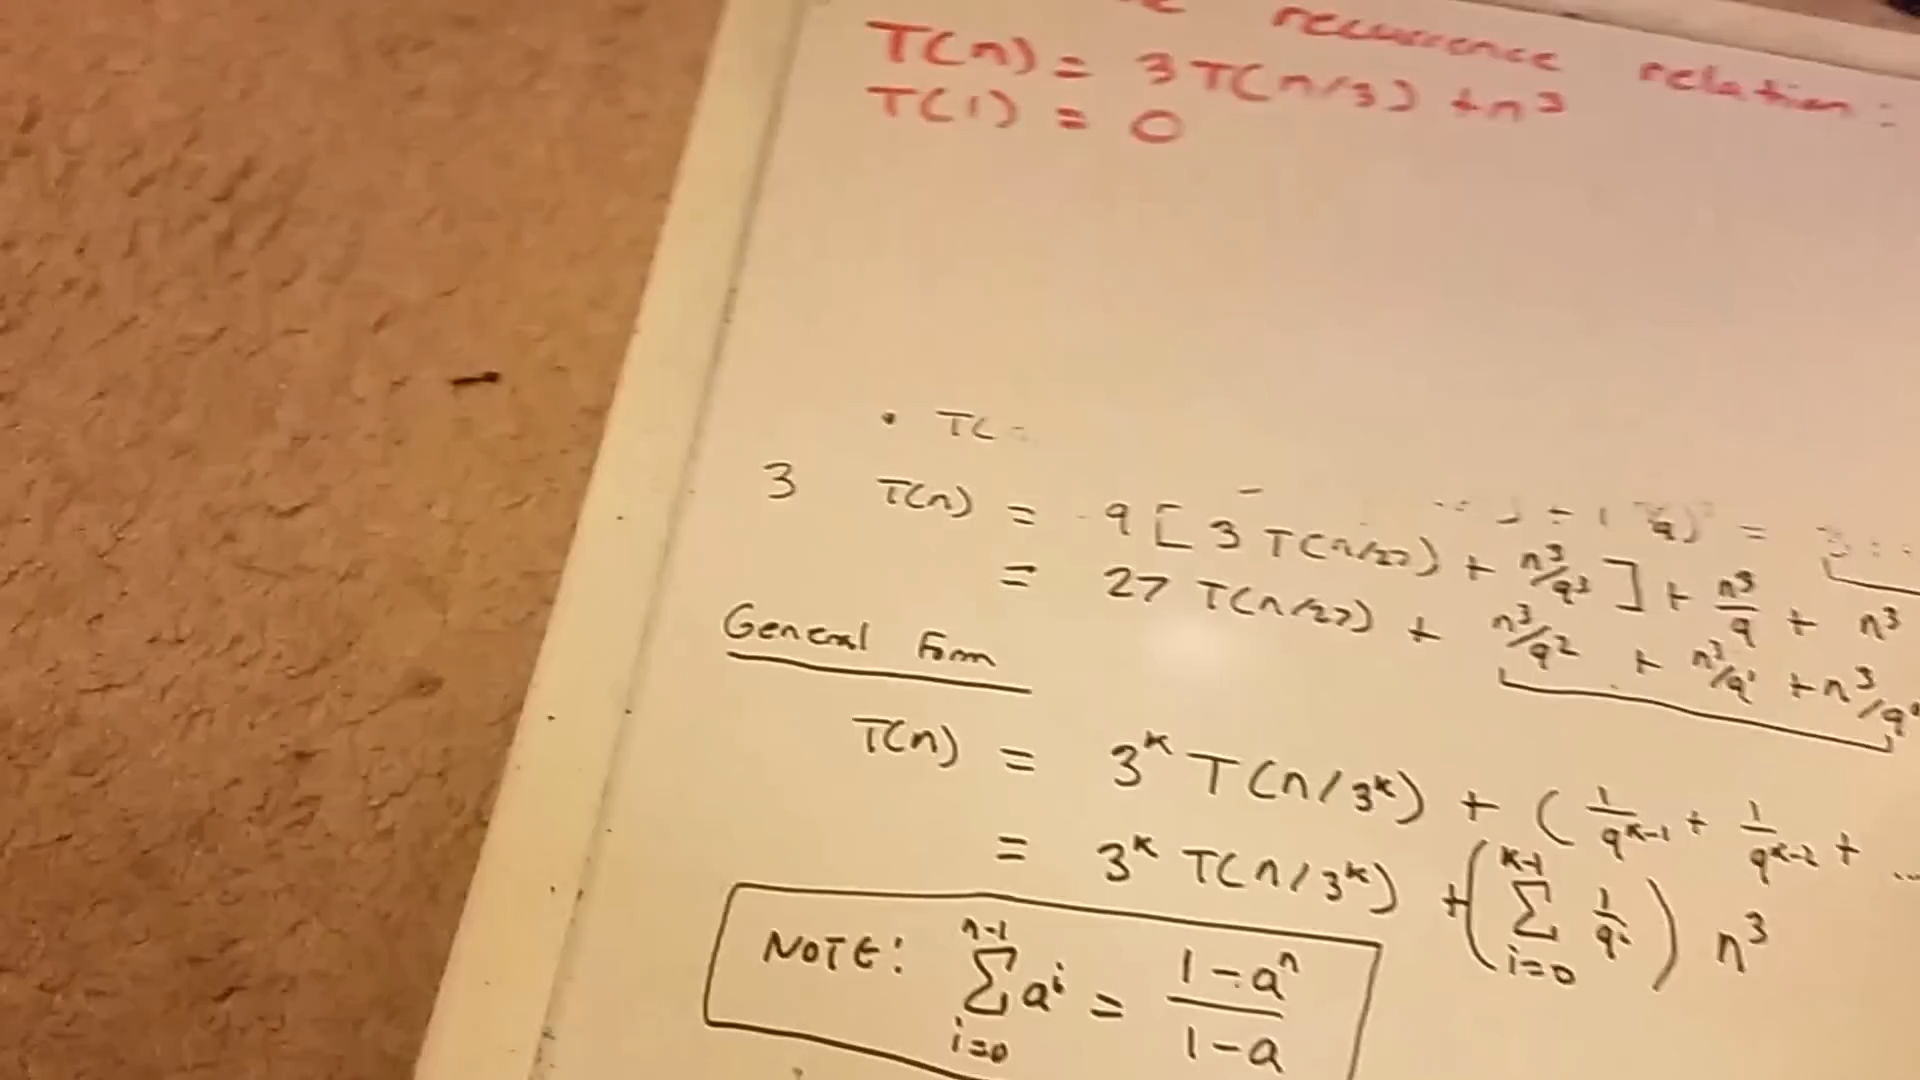 recurrence relation:
T(n) = 3T(n/3) + n³
T(1) = 0
• T(
3 T(n) = 9[3T(n/27) + n³/9³] + n³/9 + n³
= 27 T(n/27) + n³/9² + n³/9¹ + n³/9⁰
General Form
T(n) = 3ᵏ T(n/3ᵏ) + (1/9ᵏ⁻¹ + 1/9ᵏ⁻² + ...
= 3ᵏ T(n/3ᵏ) + (∑_{i=0}^{k-1} 1/9ⁱ) n³
NOTE: ∑_{i=0}^{n-1} aⁱ = (1-aⁿ)/(1-a)